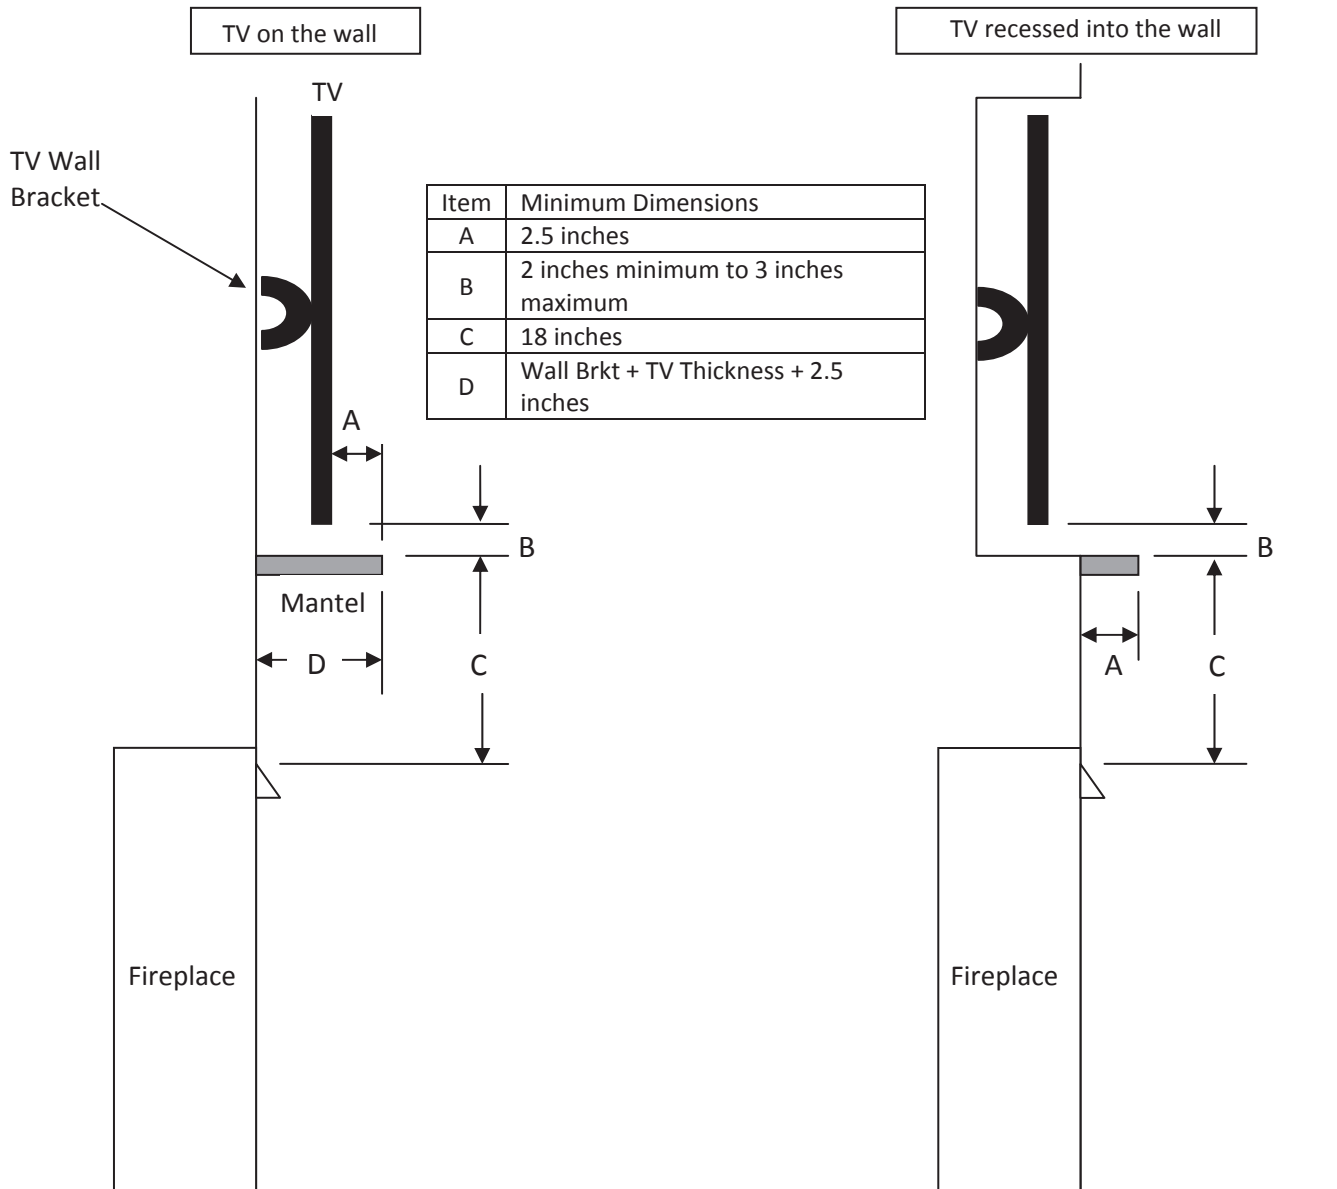 TV on the wall
TV recessed into the wall
TV
TV Wall
Bracket
Item Minimum Dimensions
A 2.5 inches
B 2 inches minimum to 3 inches
maximum
C 18 inches
D Wall Brkt + TV Thickness + 2.5
inches
A
B
Mantel
D
C
Fireplace
B
A
C
Fireplace